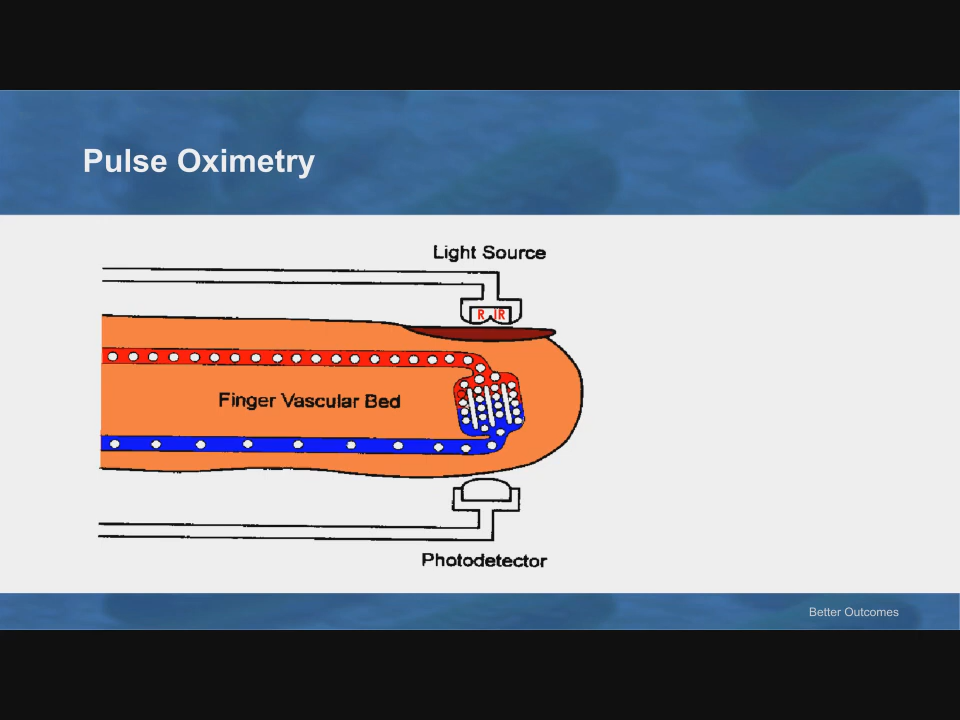 Pulse Oximetry
Light Source
R IR
Finger Vascular Bed
Photodetector
Better Outcomes